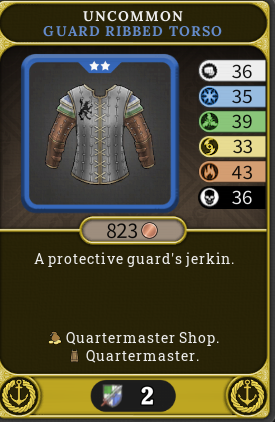 UNCOMMON
GUARD RIBBED TORSO
36
35
39
33
43
36
823
A protective guard's jerkin.
Quartermaster Shop.
Quartermaster.
2